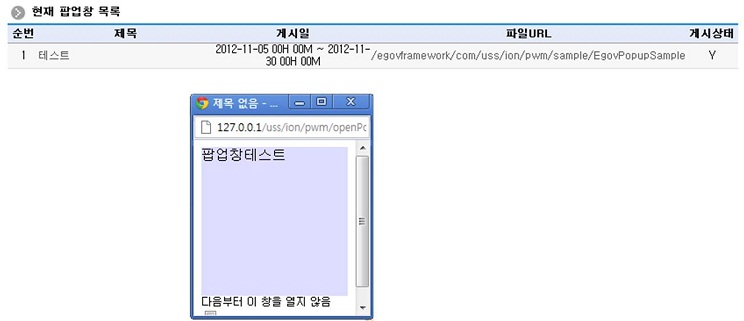 현재 팝업창 목록
순번 제목 게시일 파일URL 게시상태
1 테스트 2012-11-05 00H 00M ~ 2012-11-30 00H 00M /egovframework/com/uss/ion/pwm/sample/EgovPopupSample Y
제목 없음 - ...
127.0.0.1/uss/ion/pwm/openPo
팝업창테스트
다음부터 이 창을 열지 않음